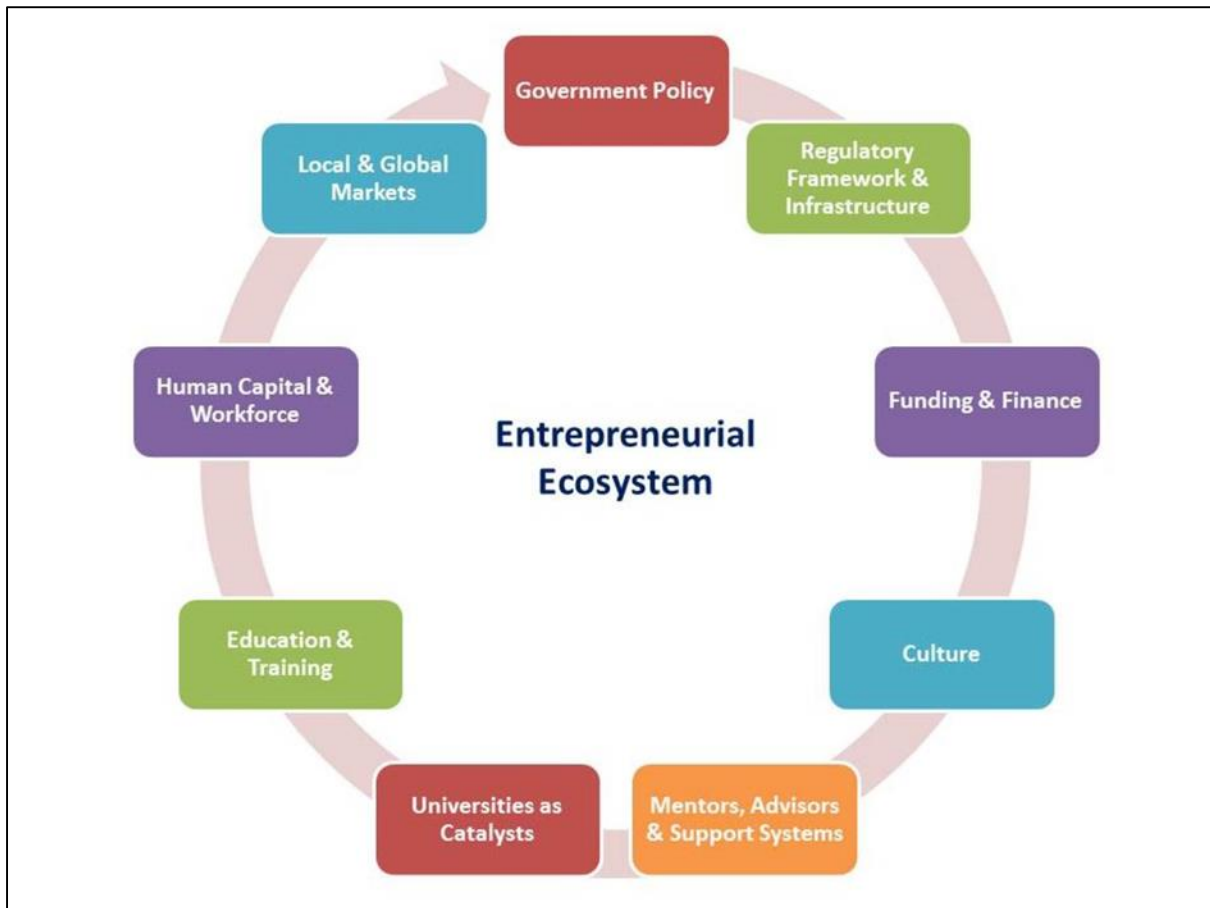 Government Policy
Regulatory
Framework &
Infrastructure
Funding & Finance
Culture
Mentors, Advisors
& Support Systems
Universities as
Catalysts
Education &
Training
Human Capital &
Workforce
Local & Global
Markets
Entrepreneurial
Ecosystem